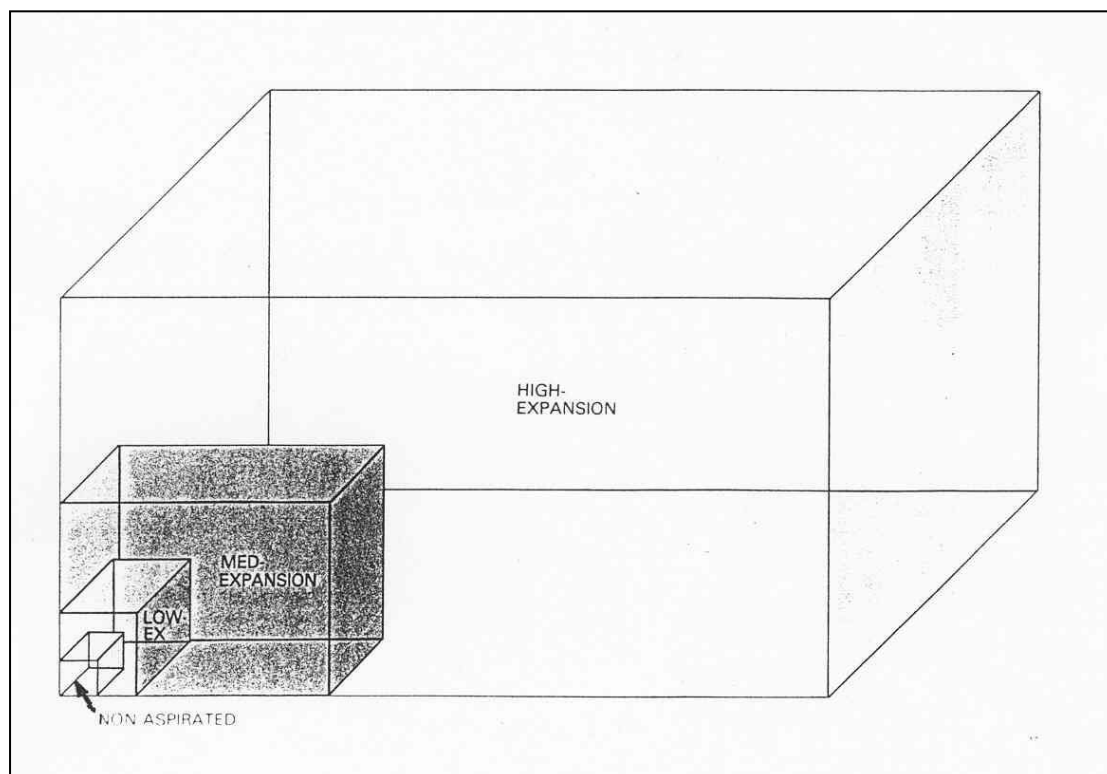 HIGH-
EXPANSION
MED-
EXPANSION
LOW-
EX
NON ASPIRATED